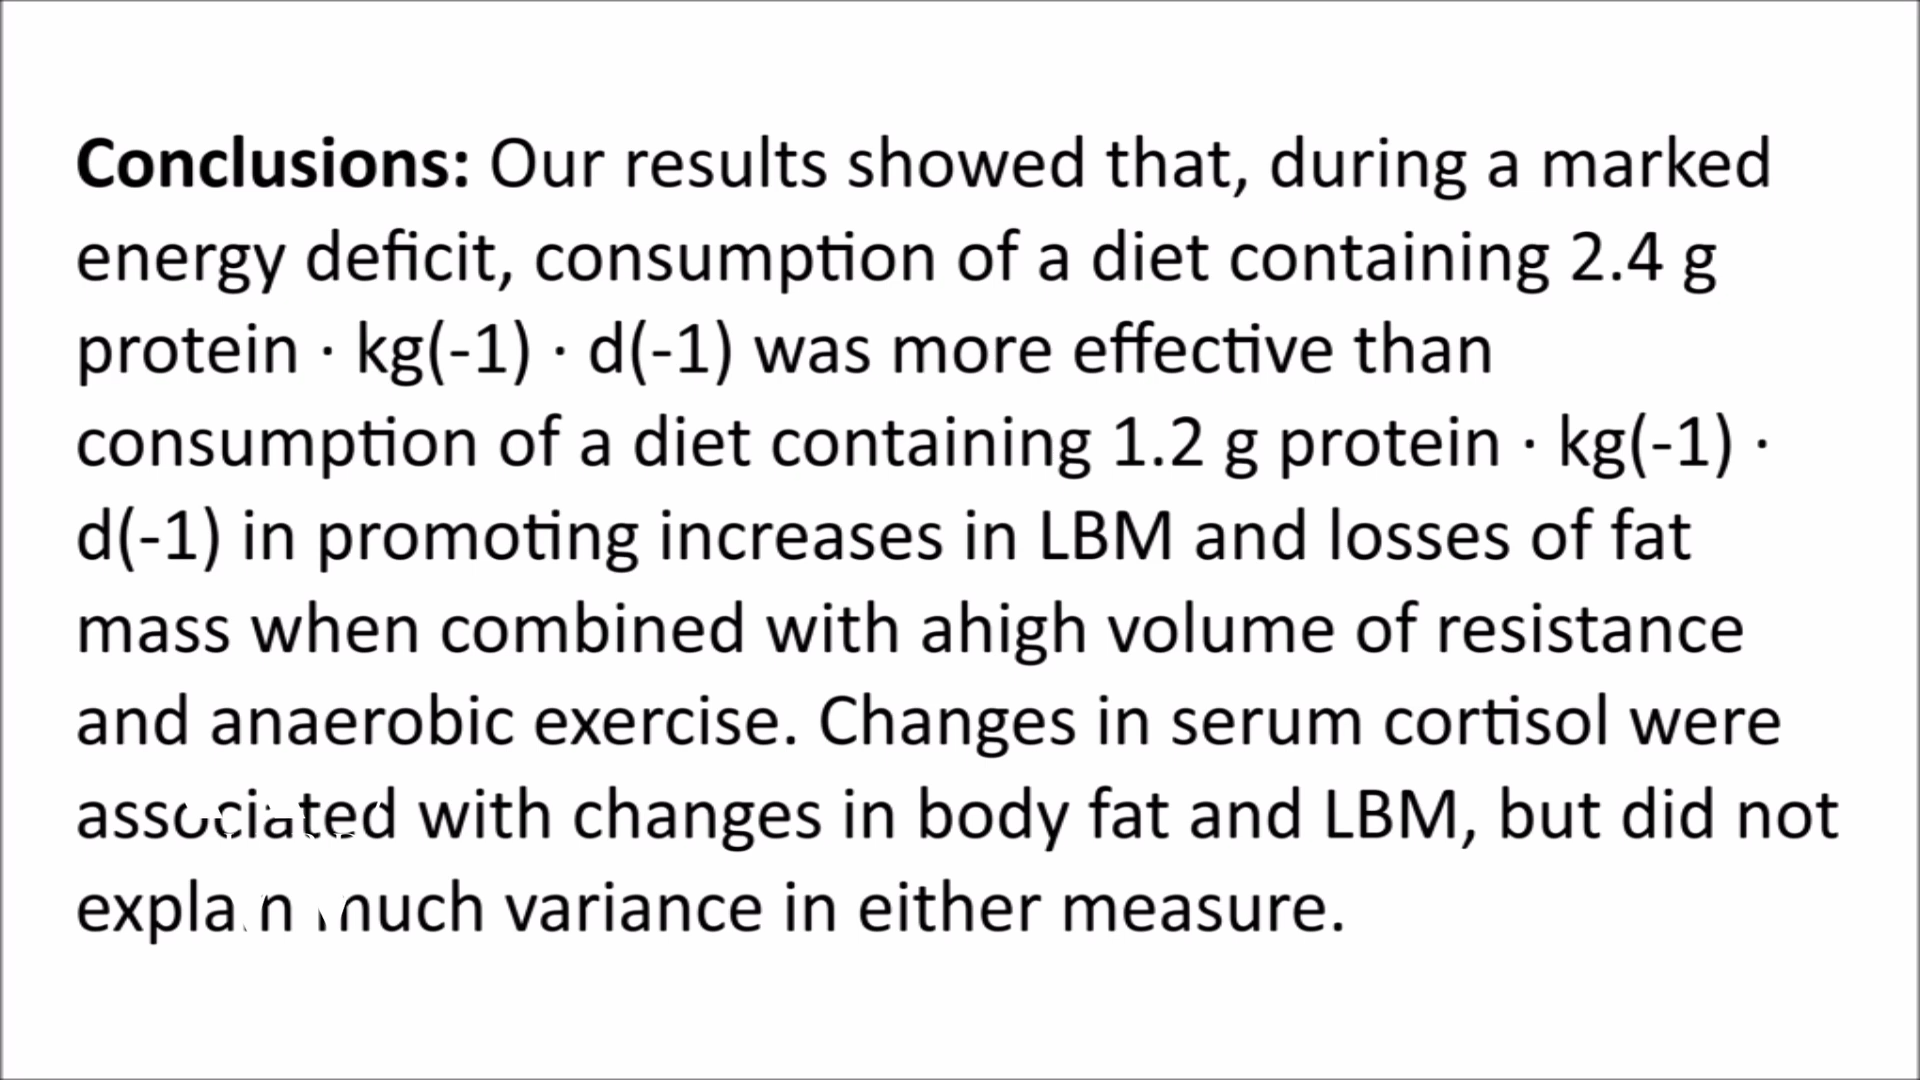 Conclusions: Our results showed that, during a marked
energy deficit, consumption of a diet containing 2.4 g
protein · kg(-1) · d(-1) was more effective than
consumption of a diet containing 1.2 g protein · kg(-1) ·
d(-1) in promoting increases in LBM and losses of fat
mass when combined with ahigh volume of resistance
and anaerobic exercise. Changes in serum cortisol were
associated with changes in body fat and LBM, but did not
explain much variance in either measure.